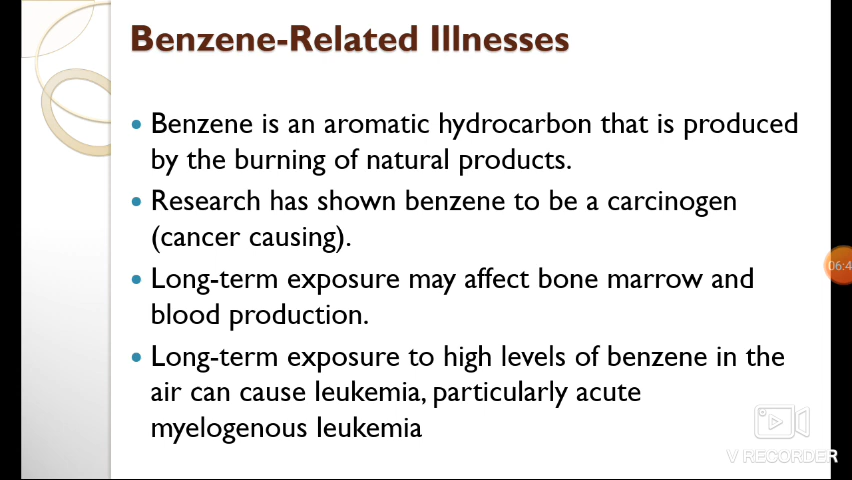 Benzene-Related Illnesses
• Benzene is an aromatic hydrocarbon that is produced
by the burning of natural products.
• Research has shown benzene to be a carcinogen
(cancer causing).
• Long-term exposure may affect bone marrow and
blood production.
• Long-term exposure to high levels of benzene in the
air can cause leukemia, particularly acute
myelogenous leukemia
06:4
V RECORDER